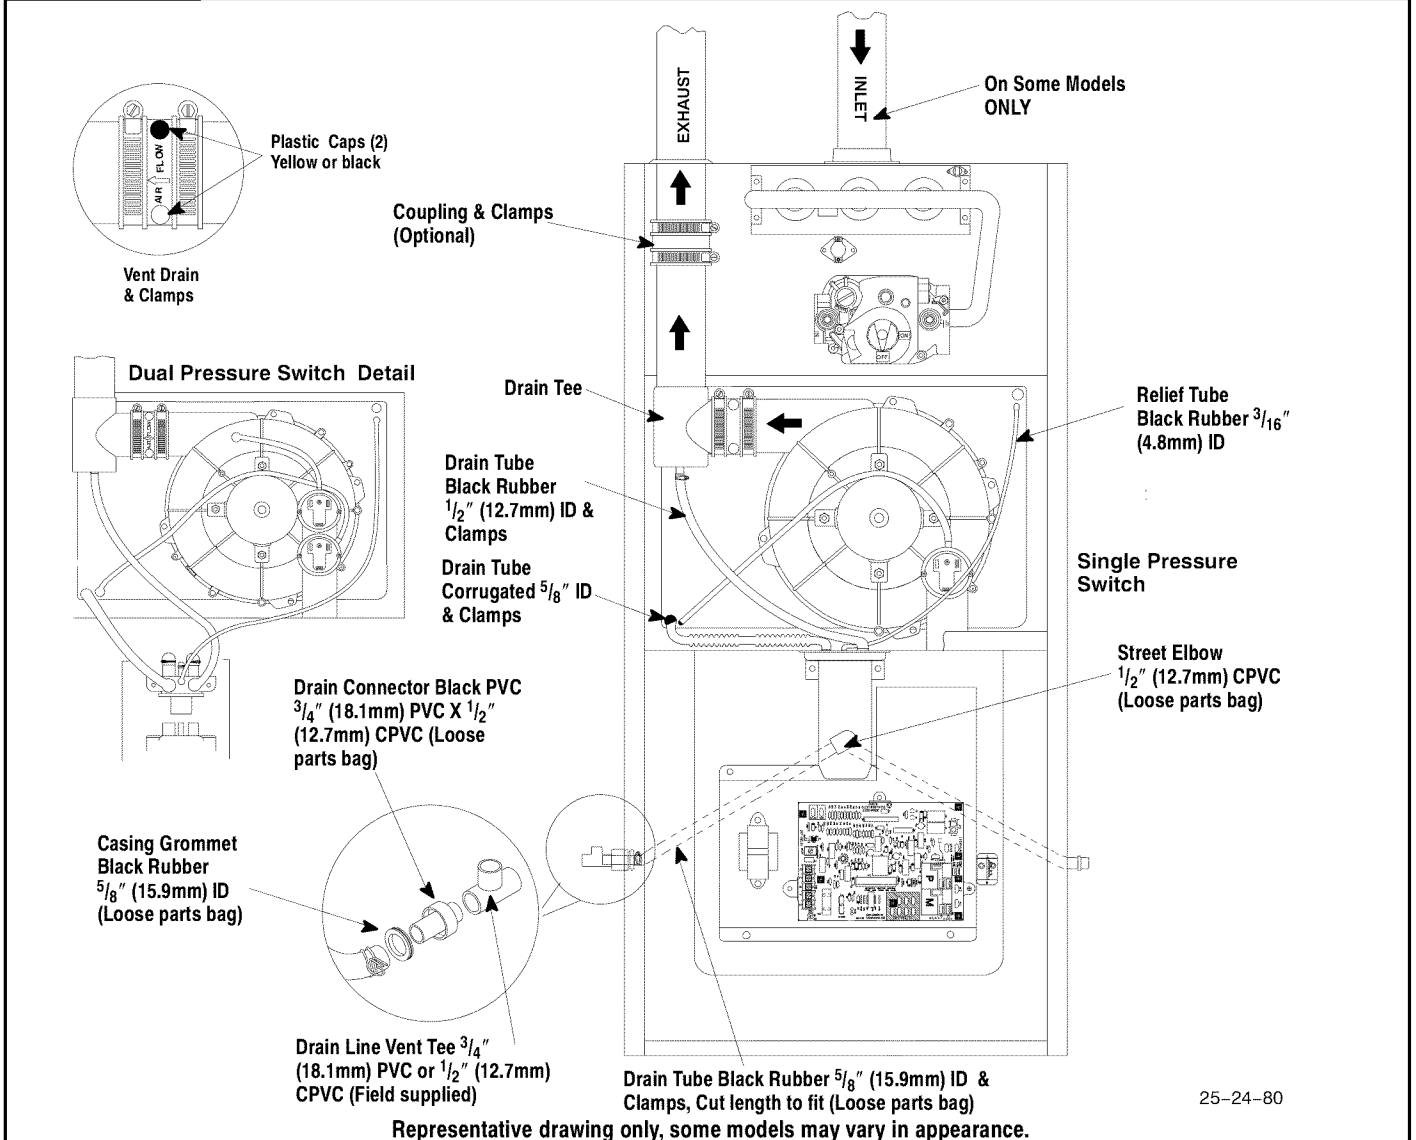 EXHAUST
INLET
On Some Models
ONLY
Plastic Caps (2)
Yellow or black
AIR FLOW
Vent Drain
& Clamps
Coupling & Clamps
(Optional)
ON
OFF
Dual Pressure Switch Detail
Drain Tee
Relief Tube
Black Rubber 3/16″
(4.8mm) ID
Drain Tube
Black Rubber
1/2″ (12.7mm) ID &
Clamps
Drain Tube
Corrugated 5/8″ ID
& Clamps
Single Pressure
Switch
Street Elbow
1/2″ (12.7mm) CPVC
(Loose parts bag)
Drain Connector Black PVC
3/4″ (18.1mm) PVC X 1/2″
(12.7mm) CPVC (Loose
parts bag)
Casing Grommet
Black Rubber
5/8″ (15.9mm) ID
(Loose parts bag)
P
M
Drain Line Vent Tee 3/4″
(18.1mm) PVC or 1/2″ (12.7mm)
CPVC (Field supplied)
Drain Tube Black Rubber 5/8″ (15.9mm) ID &
Clamps, Cut length to fit (Loose parts bag)
25-24-80
Representative drawing only, some models may vary in appearance.